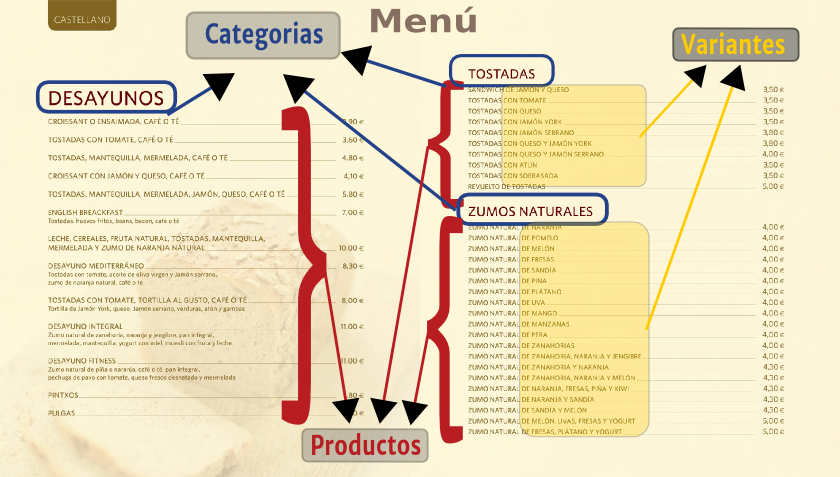 CASTELLANO
Menú
Categorias
Variantes
DESAYUNOS
CROISSANT O ENSAIMADA, CAFÉ O TÉ
TOSTADAS CON TOMATE, CAFÉ O TÉ 3,60 €
TOSTADAS, MANTEQUILLA, MERMELADA, CAFÉ O TÉ 4,80 €
CROISSANT CON JAMÓN Y QUESO, CAFÉ O TÉ 4,10 €
TOSTADAS, MANTEQUILLA, MERMELADA, JAMÓN, QUESO, CAFÉ O TÉ 5,80 €
ENGLISH BREACKFAST 7,00 €
Tostadas, huevos fritos, beans, bacon, café o té
LECHE, CEREALES, FRUTA NATURAL, TOSTADAS, MANTEQUILLA,
MERMELADA Y ZUMO DE NARANJA NATURAL 10,00 €
DESAYUNO MEDITERRÁNEO 8,30 €
Tostadas con tomate, aceite de oliva virgen y Jamón serrano,
zumo de naranja natural, café o té
TOSTADAS CON TOMATE, TORTILLA AL GUSTO, CAFÉ O TÉ 8,00 €
Tortilla de Jamón York, queso, Jamón serrano, verduras, atún y gampas
DESAYUNO INTEGRAL 11,00 €
Zumo natural de zanahoria, naranja y jengibre, pan integral,
mermelada, mantequilla, yogurt con miel, muesli con fruta y leche
DESAYUNO FITNESS 11,00 €
Zumo natural de piña o naranja, café o té, pan integral,
pechuga de pavo con tomate, queso fresco desnatado y mermelada
PINTXOS
PULGAS
TOSTADAS
SANDWICH DE JAMÓN Y QUESO 3,50 €
TOSTADAS CON TOMATE 3,50 €
TOSTADAS CON QUESO 3,50 €
TOSTADAS CON JAMÓN YORK 3,50 €
TOSTADAS CON JAMÓN SERRANO 3,80 €
TOSTADAS CON QUESO Y JAMÓN YORK 3,80 €
TOSTADAS CON QUESO Y JAMÓN SERRANO 4,00 €
TOSTADAS CON ATÚN 3,50 €
TOSTADAS CON SOBRASADA 3,50 €
REVUELTO DE TOSTADAS 5,00 €
ZUMOS NATURALES
ZUMO NATURAL DE NARANJA 4,00 €
ZUMO NATURAL DE POMELO 4,00 €
ZUMO NATURAL DE MELÓN 4,00 €
ZUMO NATURAL DE FRESAS 4,00 €
ZUMO NATURAL DE SANDÍA 4,00 €
ZUMO NATURAL DE PIÑA 4,00 €
ZUMO NATURAL DE PLÁTANO 4,00 €
ZUMO NATURAL DE UVA 4,00 €
ZUMO NATURAL DE MANGO 4,00 €
ZUMO NATURAL DE MANZANAS 4,00 €
ZUMO NATURAL DE PERA 4,00 €
ZUMO NATURAL DE ZANAHORIAS 4,00 €
ZUMO NATURAL DE ZANAHORIA, NARANJA Y JENGIBRE 4,00 €
ZUMO NATURAL DE ZANAHORIA Y NARANJA 4,30 €
ZUMO NATURAL DE ZANAHORIA, NARANJA Y MELÓN 4,30 €
ZUMO NATURAL DE NARANJA, FRESAS, PIÑA Y KIWI 4,30 €
ZUMO NATURAL DE NARANJA Y SANDÍA 4,30 €
ZUMO NATURAL DE SANDÍA Y MELÓN 4,30 €
ZUMO NATURAL DE MELÓN, UVAS, FRESAS Y YOGURT 5,00 €
ZUMO NATURAL DE FRESAS, PLÁTANO Y YOGURT 5,00 €
Productos